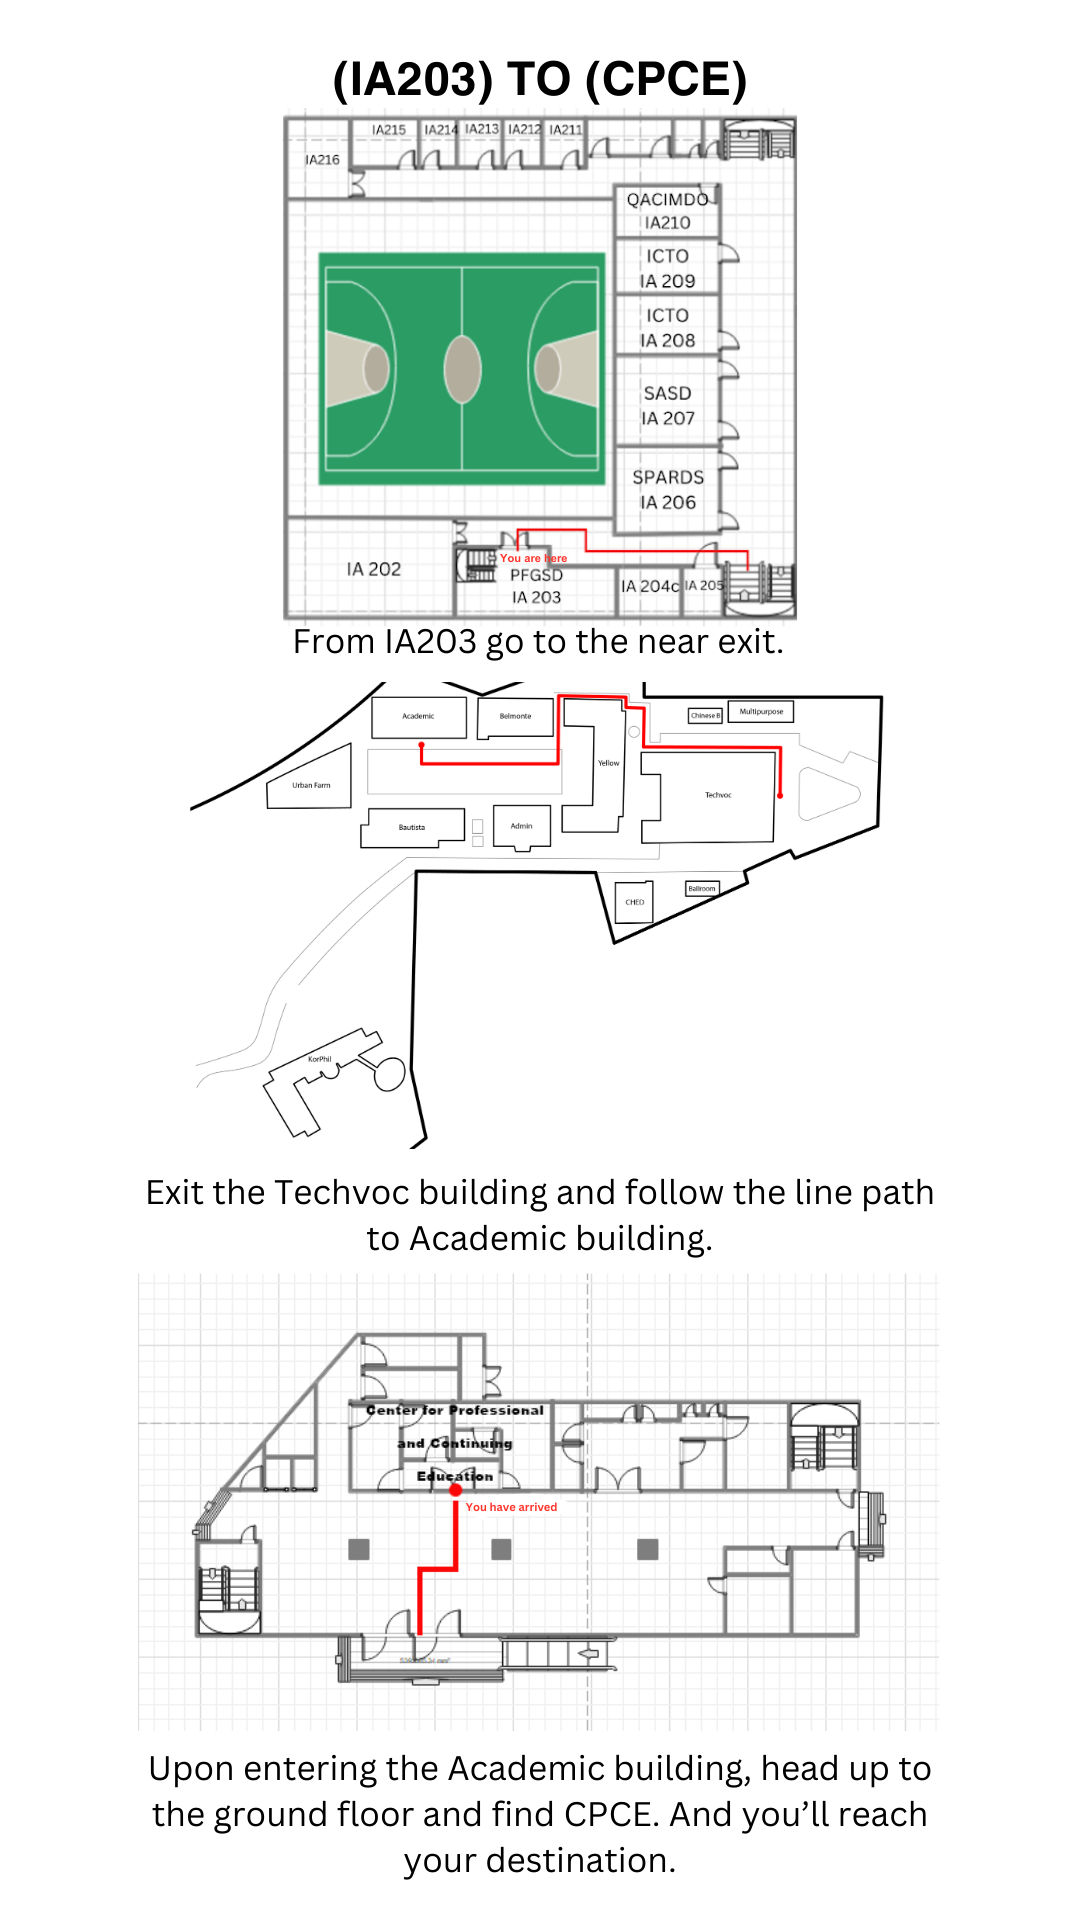 (IA203) TO (CPCE)
IA215
IA214
IA213
IA212
IA211
IA216
QACIMDO
IA210
ICTO
IA 209
ICTO
IA 208
SASD
IA 207
SPARDS
IA 206
You are here
IA 202
PFGSD
IA 203
IA 204c
IA 205
From IA203 go to the near exit.
Academic
Belmonte
Chinese B
Multipurpose
Yellow
Urban Farm
Techvoc
Bautista
Admin
CHED
Ballroom
KorPhil
Exit the Techvoc building and follow the line path
to Academic building.
Center for Professional
and Continuing
Education
You have arrived
Upon entering the Academic building, head up to
the ground floor and find CPCE. And you’ll reach
your destination.